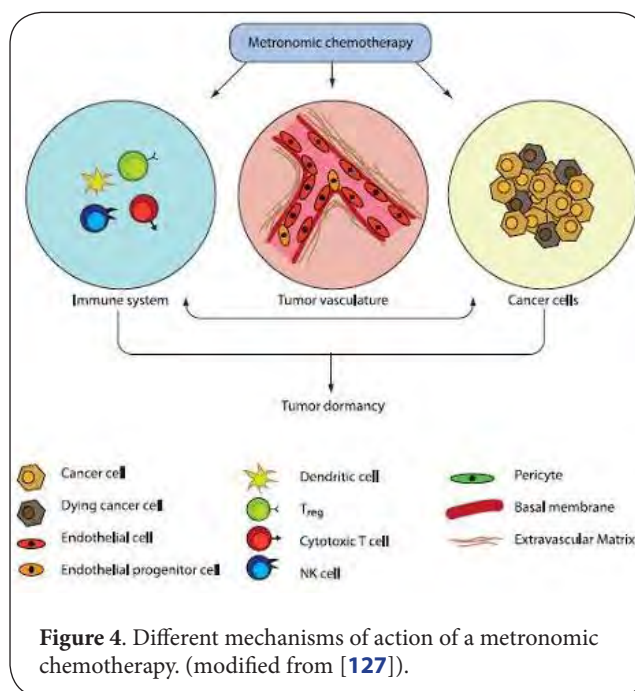 Metronomic chemotherapy
Immune system
Tumor vasculature
Cancer cells
Tumor dormancy
Cancer cell
Dying cancer cell
Endothelial cell
Endothelial progenitor cell
Dendritic cell
Treg
Cytotoxic T cell
NK cell
Pericyte
Basal membrane
Extravascular Matrix
Figure 4. Different mechanisms of action of a metronomic
chemotherapy. (modified from [127]).